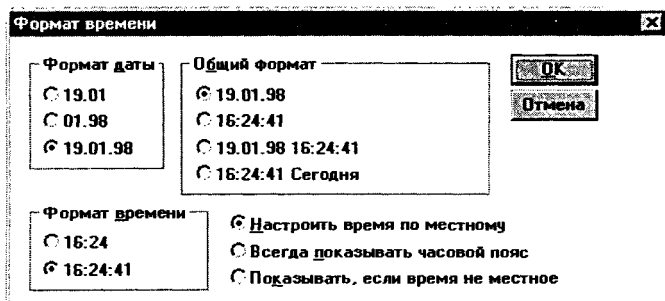 Формат времени
Формат даты
19.01
01.98
19.01.98
Общий формат
19.01.98
16:24:41
19.01.98 16:24:41
16:24:41 Сегодня
OK
Отмена
Формат времени
16:24
16:24:41
Настроить время по местному
Всегда показывать часовой пояс
Показывать, если время не местное